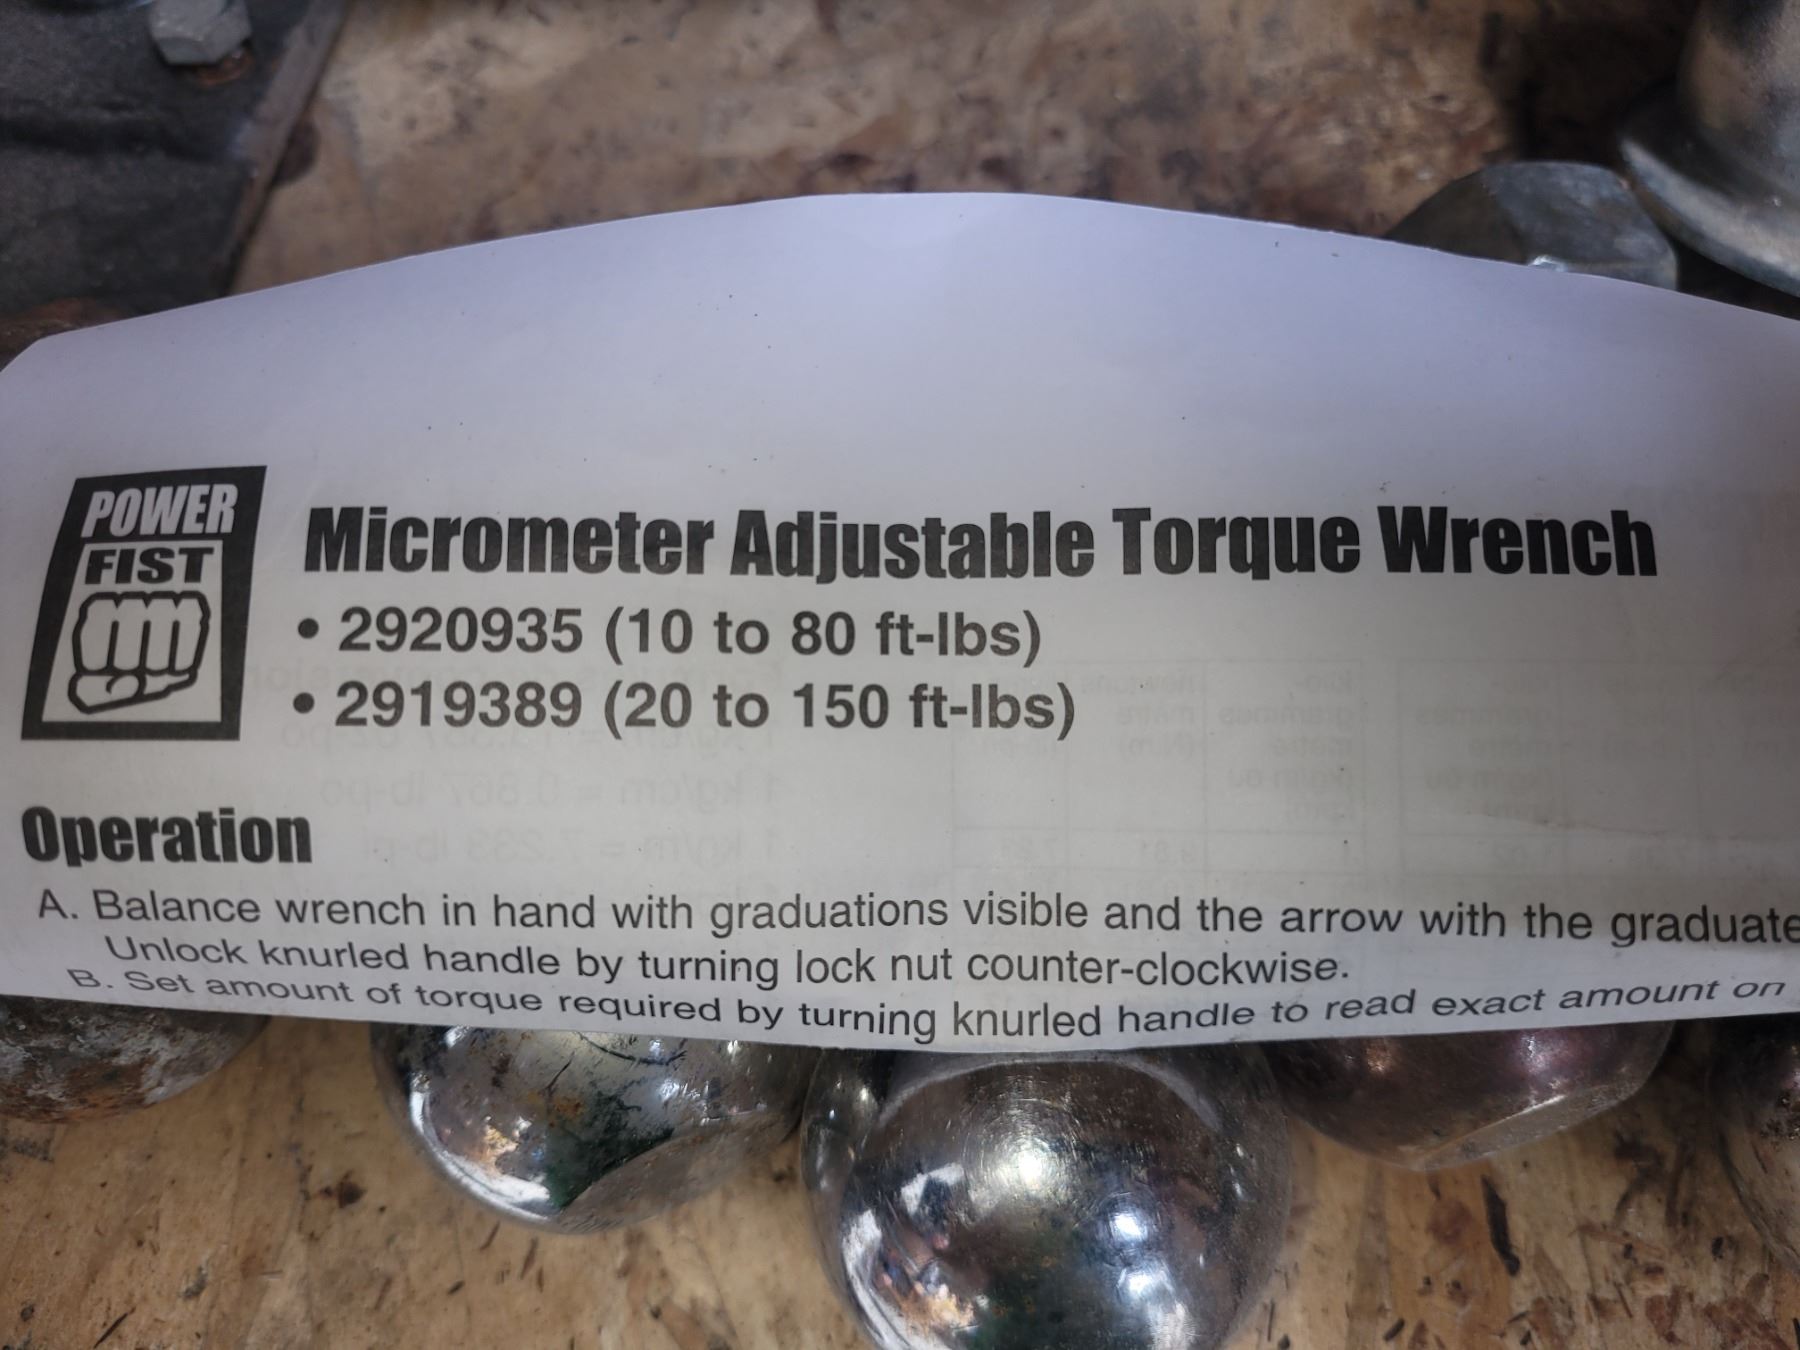 POWER
FIST
Micrometer Adjustable Torque Wrench
• 2920935 (10 to 80 ft-lbs)
• 2919389 (20 to 150 ft-lbs)
Operation
A. Balance wrench in hand with graduations visible and the arrow with the graduate
Unlock knurled handle by turning lock nut counter-clockwise.
B. Set amount of torque required by turning knurled handle to read exact amount on